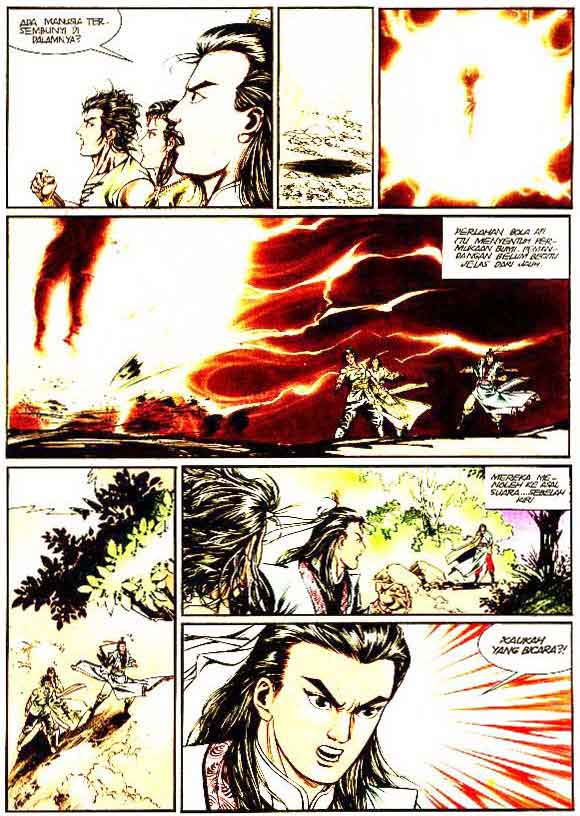 ADA MANUSIA TER-
SEMBUNYI DI
DALAMNYA?
PERLAHAN BOLA API
ITU MENYENTUH PER-
MUKAAN BUMI. PEMAN-
DANGAN BELUM BEGITU
JELAS DARI JAUH.
MEREKA ME-
NOLEH KE ASAL
SUARA....SEBELAH
KIRI
KAUKAH
YANG BICARA?!